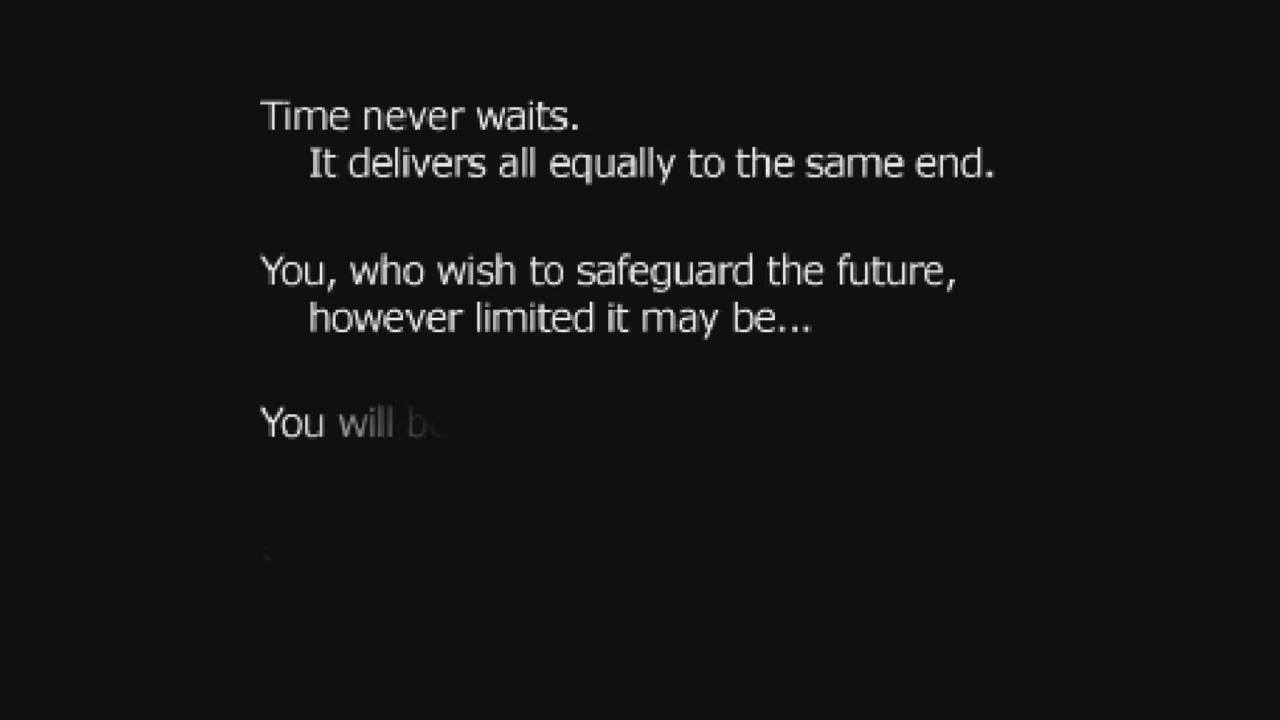 Time never waits.
It delivers all equally to the same end.
You, who wish to safeguard the future,
however limited it may be...
You will be